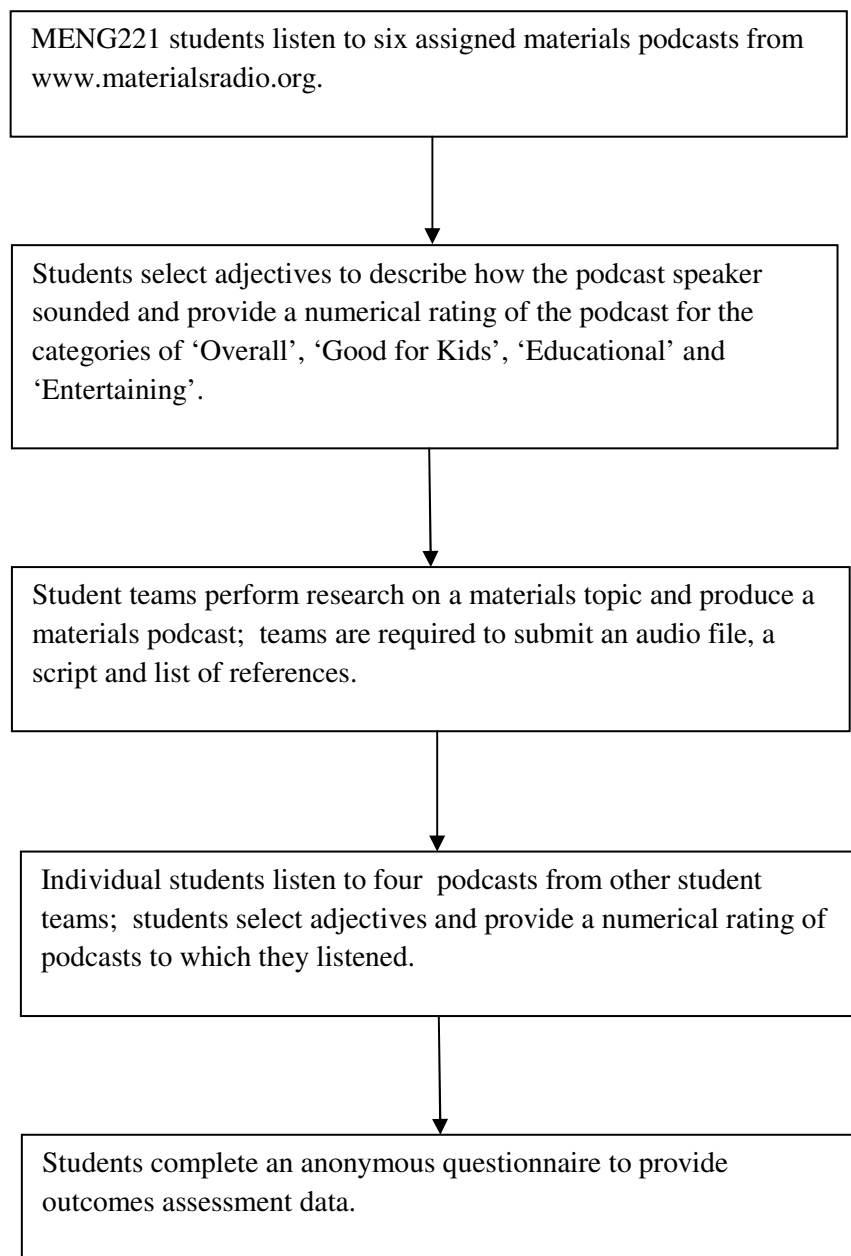 MENG221 students listen to six assigned materials podcasts from
www.materialsradio.org.
Students select adjectives to describe how the podcast speaker
sounded and provide a numerical rating of the podcast for the
categories of ‘Overall’, ‘Good for Kids’, ‘Educational’ and
‘Entertaining’.
Student teams perform research on a materials topic and produce a
materials podcast;  teams are required to submit an audio file, a
script and list of references.
Individual students listen to four  podcasts from other student
teams;  students select adjectives and provide a numerical rating of
podcasts to which they listened.
Students complete an anonymous questionnaire to provide
outcomes assessment data.